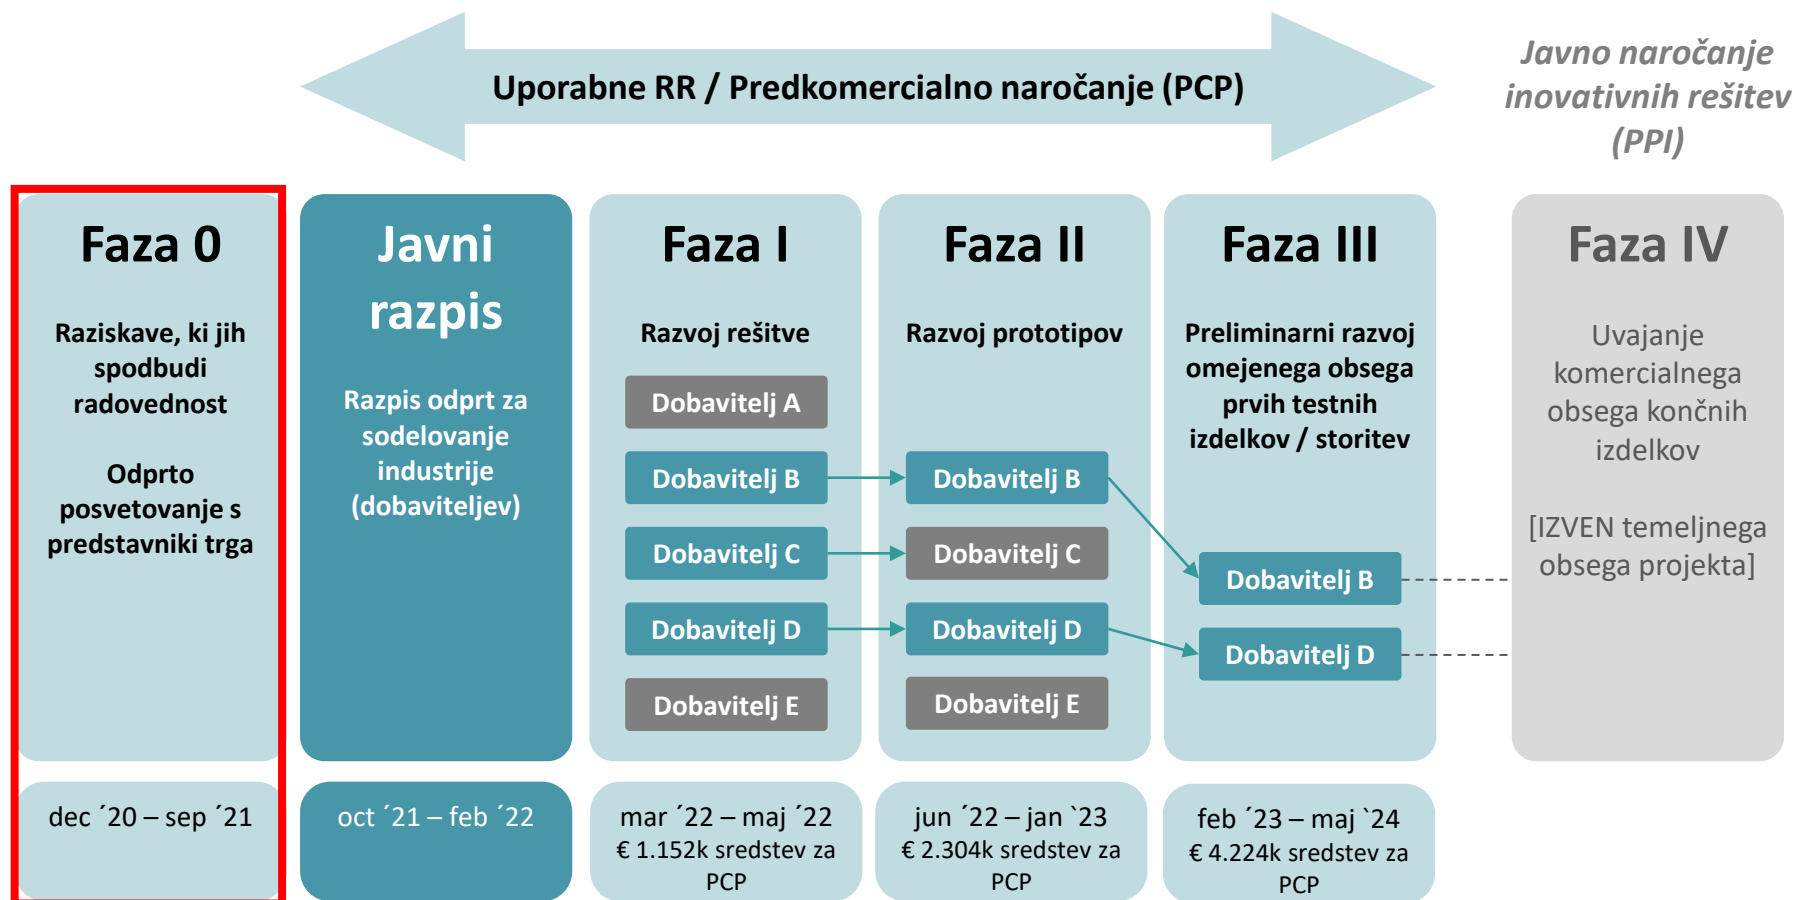 Uporabne RR / Predkomercialno naročanje (PCP)
Javno naročanje
inovativnih rešitev
(PPI)
Faza 0
Raziskave, ki jih
spodbudi
radovednost
Odprto
posvetovanje s
predstavniki trga
dec ´20 – sep ´21
Javni
razpis
Razpis odprt za
sodelovanje
industrije
(dobaviteljev)
oct ´21 – feb ´22
Faza I
Razvoj rešitve
Dobavitelj A
Dobavitelj B
Dobavitelj C
Dobavitelj D
Dobavitelj E
mar ´22 – maj ´22
€ 1.152k sredstev za
PCP
Faza II
Razvoj prototipov
Dobavitelj B
Dobavitelj C
Dobavitelj D
Dobavitelj E
jun ´22 – jan `23
€ 2.304k sredstev za
PCP
Faza III
Preliminarni razvoj
omejenega obsega
prvih testnih
izdelkov / storitev
Dobavitelj B
Dobavitelj D
feb ´23 – maj `24
€ 4.224k sredstev za
PCP
Faza IV
Uvajanje
komercialnega
obsega končnih
izdelkov
[IZVEN temeljnega
obsega projekta]